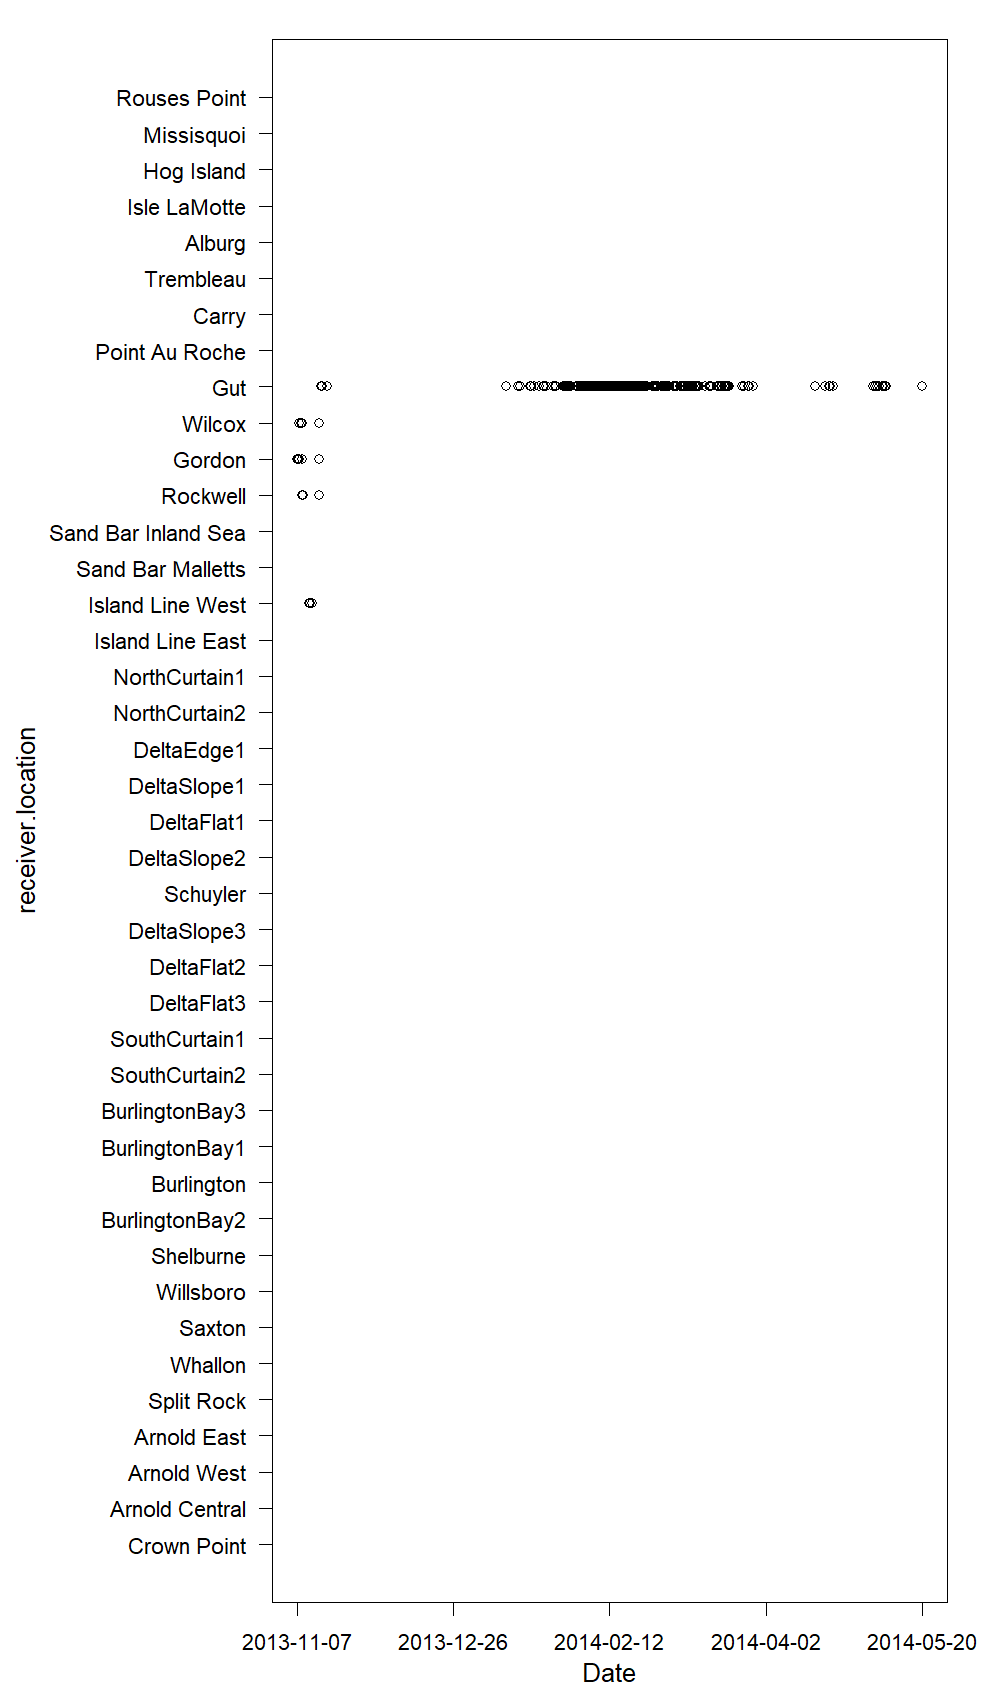 Rouses Point
Missisquoi
Hog Island
Isle LaMotte
Alburg
Trembleau
Carry
Point Au Roche
Gut
Wilcox
Gordon
Rockwell
Sand Bar Inland Sea
Sand Bar Malletts
Island Line West
Island Line East
NorthCurtain1
NorthCurtain2
DeltaEdge1
DeltaSlope1
DeltaFlat1
DeltaSlope2
Schuyler
DeltaSlope3
DeltaFlat2
DeltaFlat3
SouthCurtain1
SouthCurtain2
BurlingtonBay3
BurlingtonBay1
Burlington
BurlingtonBay2
Shelburne
Willsboro
Saxton
Whallon
Split Rock
Arnold East
Arnold West
Arnold Central
Crown Point
receiver.location
2013-11-07 2013-12-26 2014-02-12 2014-04-02 2014-05-20
Date